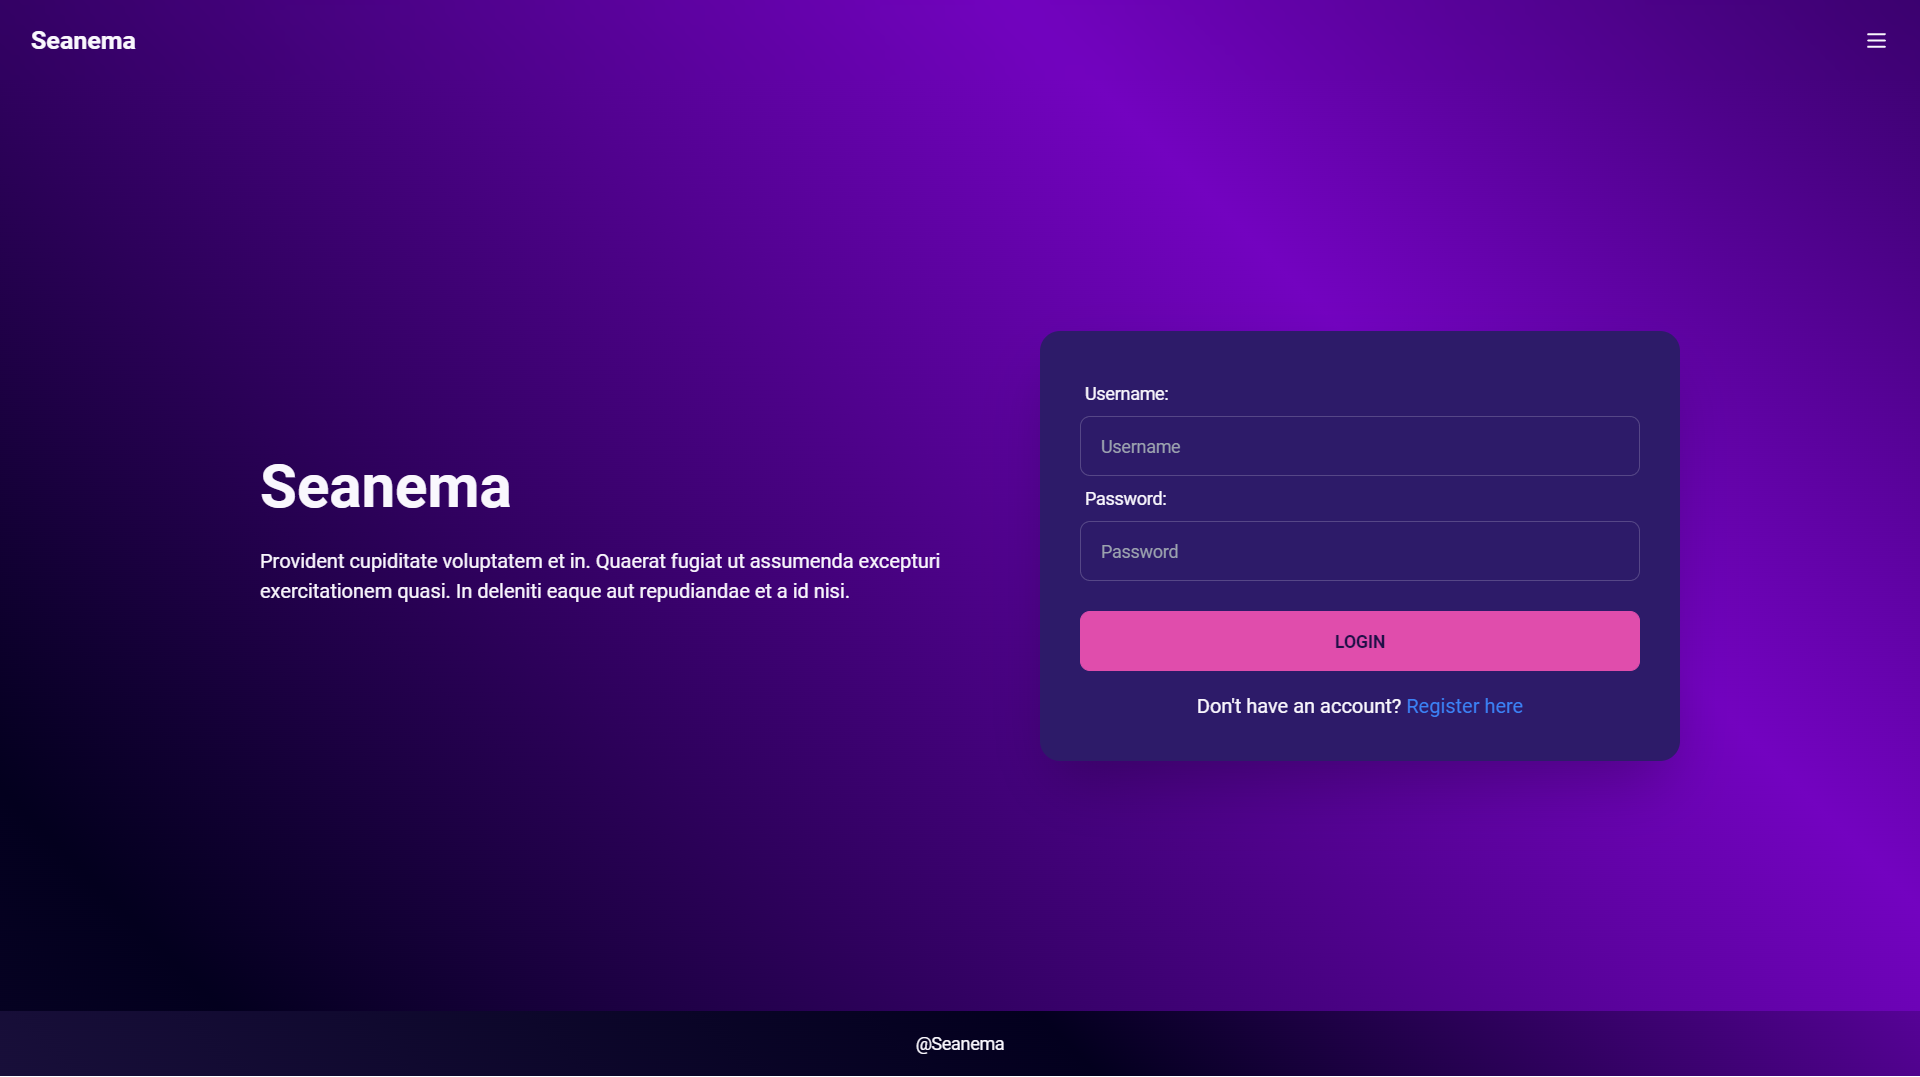 Seanema
Seanema
Provident cupiditate voluptatem et in. Quaerat fugiat ut assumenda excepturi
exercitationem quasi. In deleniti eaque aut repudiandae et a id nisi.
Username:
Username
Password:
Password
LOGIN
Don't have an account? Register here
@Seanema